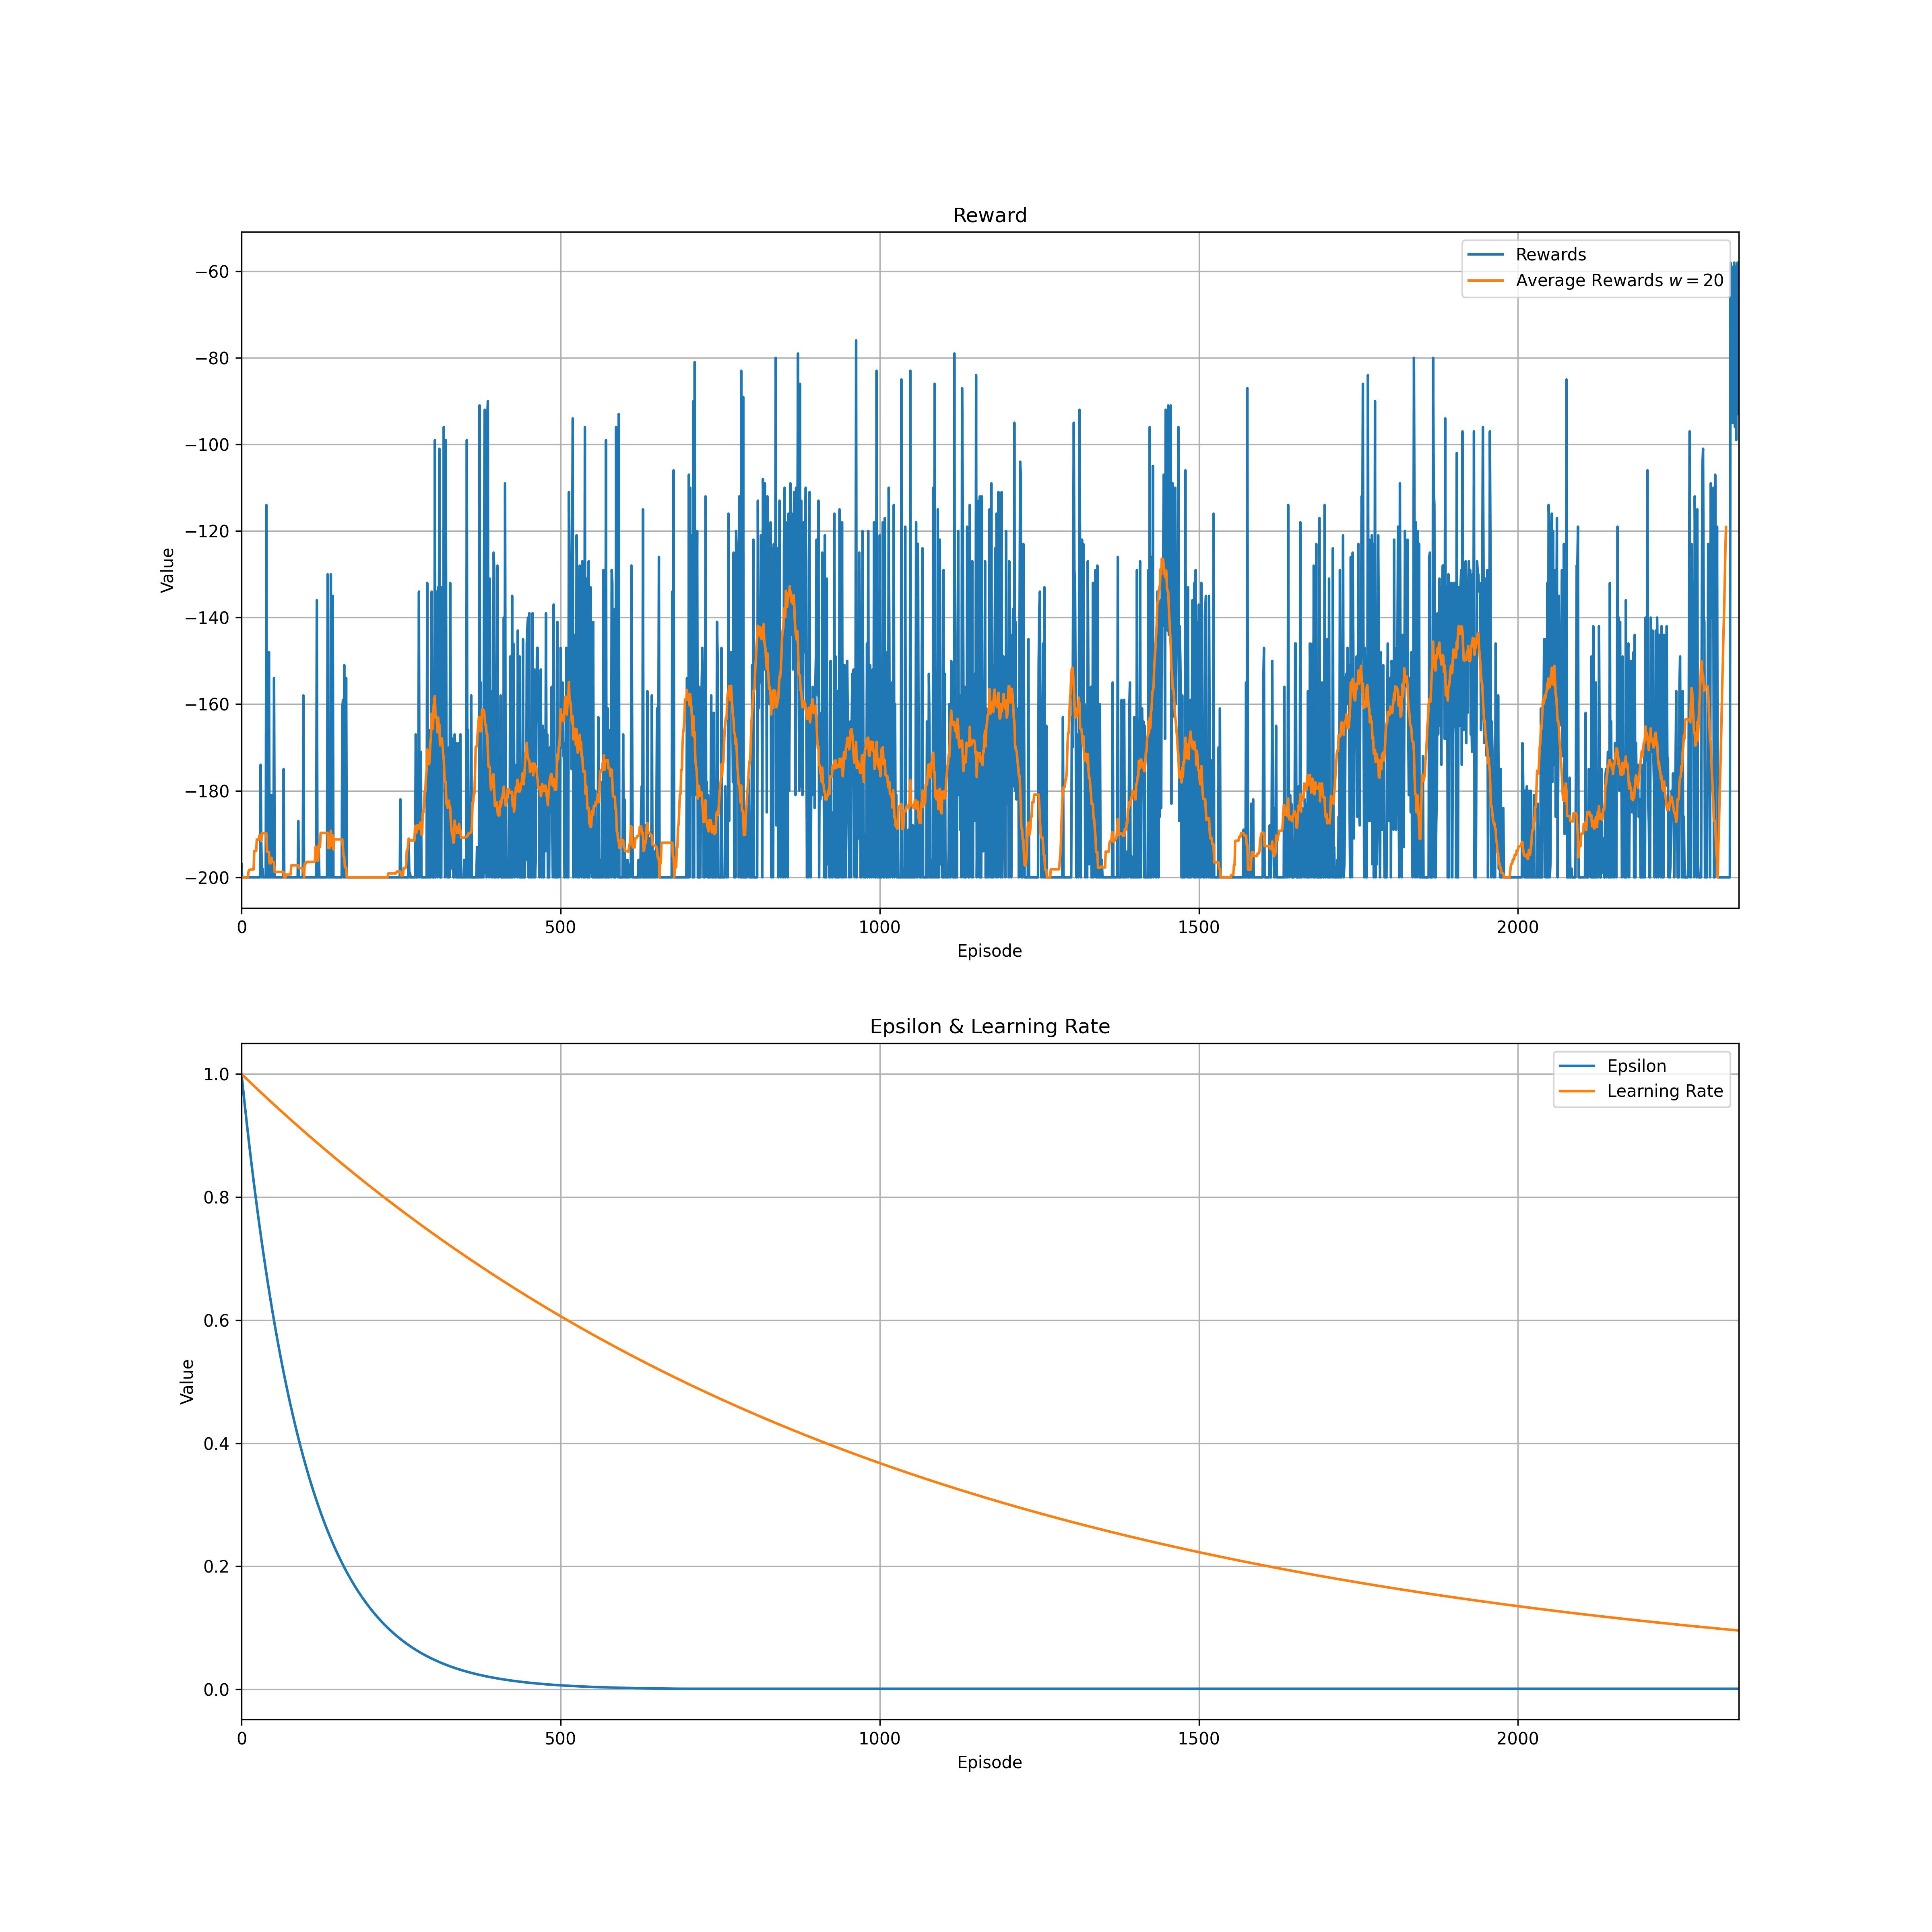 Reward
Rewards
Average Rewards w = 20
Value
−60
−80
−100
−120
−140
−160
−180
−200
0 500 1000 1500 2000
Episode
Epsilon & Learning Rate
Epsilon
Learning Rate
Value
1.0
0.8
0.6
0.4
0.2
0.0
0 500 1000 1500 2000
Episode